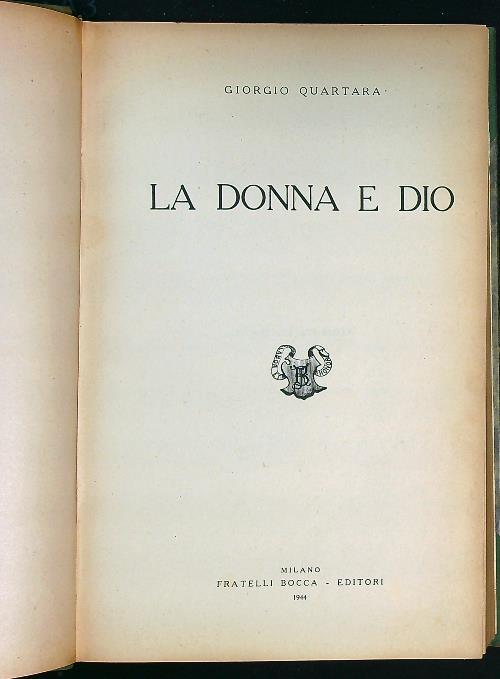 GIORGIO QUARTARA
LA DONNA E DIO
MILANO
FRATELLI BOCCA - EDITORI
1944